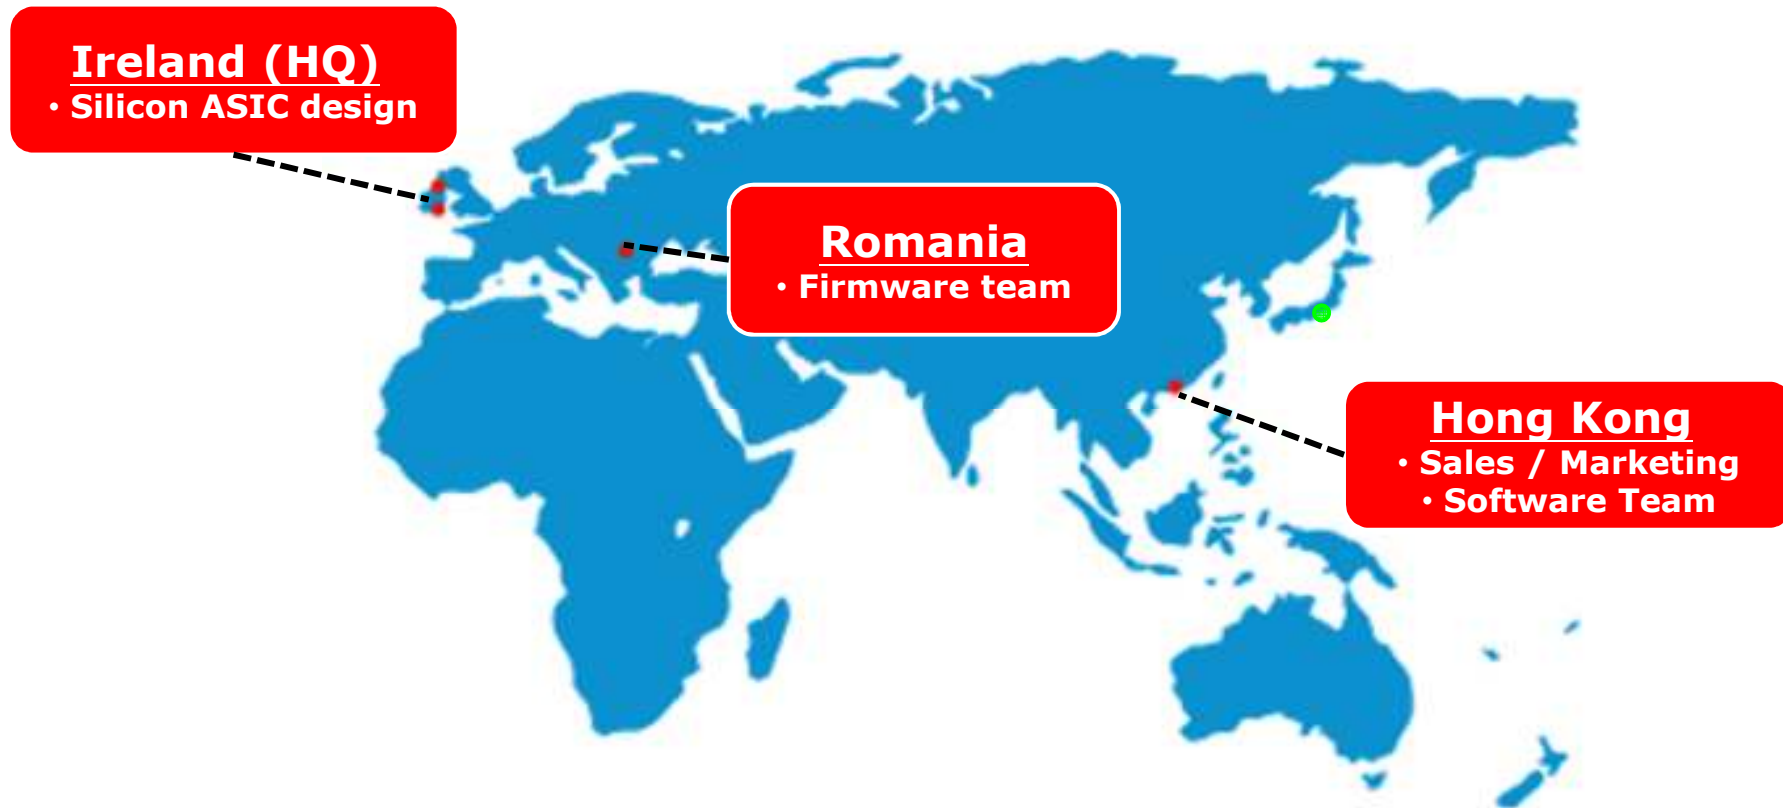 Ireland (HQ)
• Silicon ASIC design
Romania
• Firmware team
Hong Kong
• Sales / Marketing
• Software Team